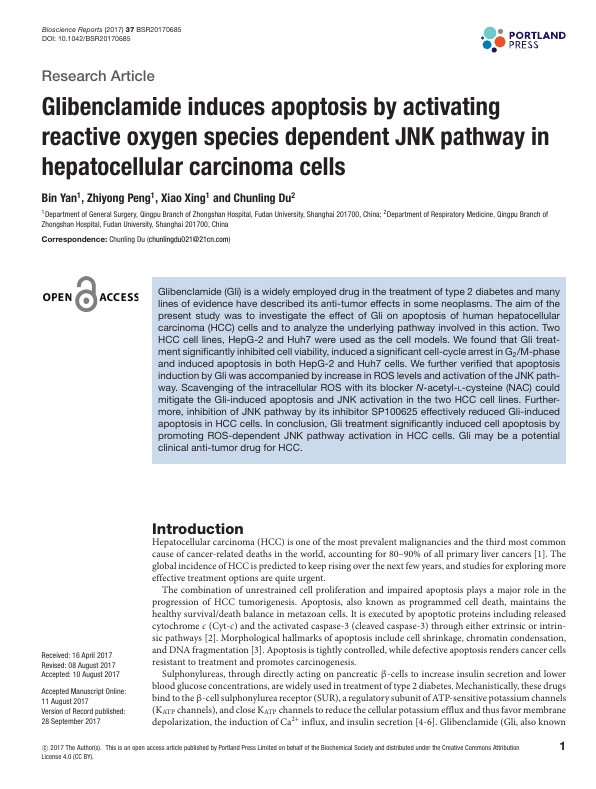 Bioscience Reports (2017) 37 BSR20170685
DOI: 10.1042/BSR20170685
PORTLAND
PRESS
Research Article
Glibenclamide induces apoptosis by activating
reactive oxygen species dependent JNK pathway in
hepatocellular carcinoma cells
Bin Yan1, Zhiyong Peng1, Xiao Xing1 and Chunling Du2
1Department of General Surgery, Qingpu Branch of Zhongshan Hospital, Fudan University, Shanghai 201700, China; 2Department of Respiratory Medicine, Qingpu Branch of
Zhongshan Hospital, Fudan University, Shanghai 201700, China
Correspondence: Chunling Du (chunlingdu021@21cn.com)
OPEN ACCESS
Glibenclamide (Gli) is a widely employed drug in the treatment of type 2 diabetes and many
lines of evidence have described its anti-tumor effects in some neoplasms. The aim of the
present study was to investigate the effect of Gli on apoptosis of human hepatocellular
carcinoma (HCC) cells and to analyze the underlying pathway involved in this action. Two
HCC cell lines, HepG-2 and Huh7 were used as the cell models. We found that Gli treat-
ment significantly inhibited cell viability, induced a significant cell-cycle arrest in G2/M-phase
and induced apoptosis in both HepG-2 and Huh7 cells. We further verified that apoptosis
induction by Gli was accompanied by increase in ROS levels and activation of the JNK path-
way. Scavenging of the intracellular ROS with its blocker N-acetyl-L-cysteine (NAC) could
mitigate the Gli-induced apoptosis and JNK activation in the two HCC cell lines. Further-
more, inhibition of JNK pathway by its inhibitor SP100625 effectively reduced Gli-induced
apoptosis in HCC cells. In conclusion, Gli treatment significantly induced cell apoptosis by
promoting ROS-dependent JNK pathway activation in HCC cells. Gli may be a potential
clinical anti-tumor drug for HCC.
Introduction
Hepatocellular carcinoma (HCC) is one of the most prevalent malignancies and the third most common
cause of cancer-related deaths in the world, accounting for 80–90% of all primary liver cancers [1]. The
global incidence of HCC is predicted to keep rising over the next few years, and studies for exploring more
effective treatment options are quite urgent.
The combination of unrestrained cell proliferation and impaired apoptosis plays a major role in the
progression of HCC tumorigenesis. Apoptosis, also known as programmed cell death, maintains the
healthy survival/death balance in metazoan cells. It is executed by apoptotic proteins including released
cytochrome c (Cyt-c) and the activated caspase-3 (cleaved caspase-3) through either extrinsic or intrin-
sic pathways [2]. Morphological hallmarks of apoptosis include cell shrinkage, chromatin condensation,
and DNA fragmentation [3]. Apoptosis is tightly controlled, while defective apoptosis renders cancer cells
resistant to treatment and promotes carcinogenesis.
Sulphonylureas, through directly acting on pancreatic β-cells to increase insulin secretion and lower
blood glucose concentrations, are widely used in treatment of type 2 diabetes. Mechanistically, these drugs
bind to the β-cell sulphonylurea receptor (SUR), a regulatory subunit of ATP-sensitive potassium channels
(KATP channels), and close KATP channels to reduce the cellular potassium efflux and thus favor membrane
depolarization, the induction of Ca2+ influx, and insulin secretion [4-6]. Glibenclamide (Gli, also known
Received: 16 April 2017
Revised: 08 August 2017
Accepted: 10 August 2017
Accepted Manuscript Online:
11 August 2017
Version of Record published:
28 September 2017
© 2017 The Author(s). This is an open access article published by Portland Press Limited on behalf of the Biochemical Society and distributed under the Creative Commons Attribution
License 4.0 (CC BY).
1